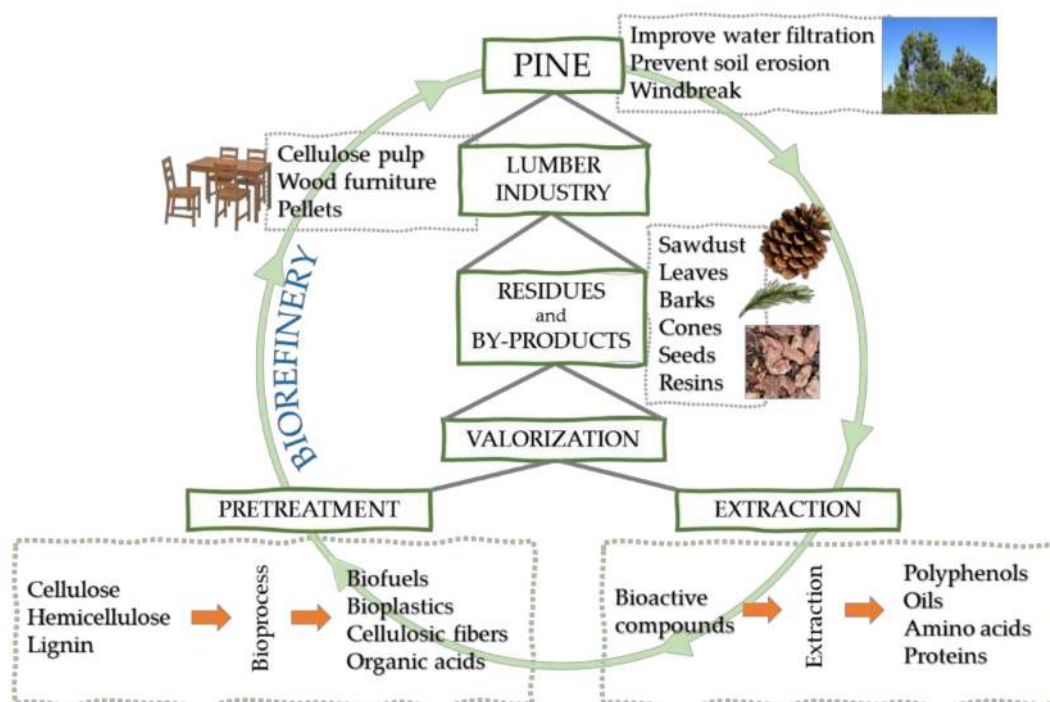 PINE
Improve water filtration
Prevent soil erosion
Windbreak
Cellulose pulp
Wood furniture
Pellets
LUMBER
INDUSTRY
RESIDUES
and
BY-PRODUCTS
Sawdust
Leaves
Barks
Cones
Seeds
Resins
BIOREFINERY
VALORIZATION
PRETREATMENT
EXTRACTION
Cellulose
Hemicellulose
Lignin
Bioprocess
Biofuels
Bioplastics
Cellulosic fibers
Organic acids
Bioactive
compounds
Extraction
Polyphenols
Oils
Amino acids
Proteins